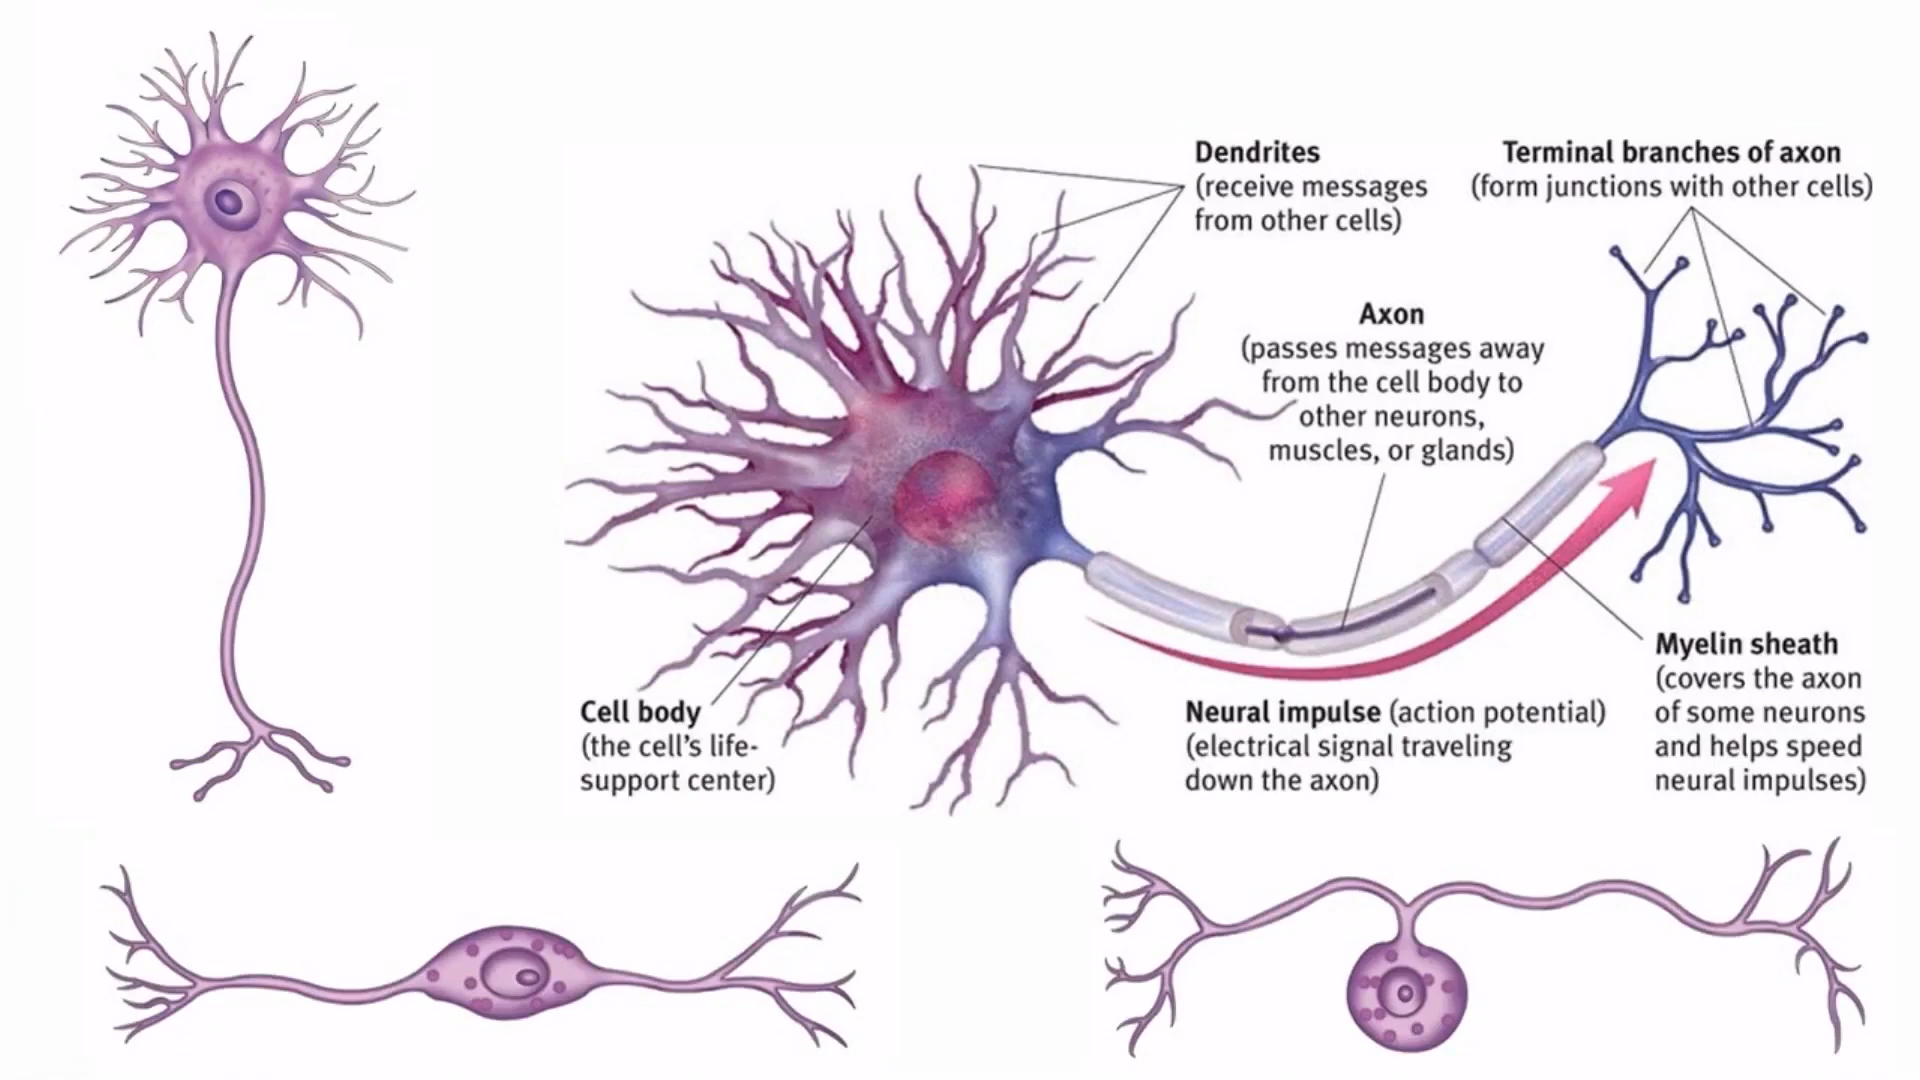 Dendrites
(receive messages
from other cells)
Terminal branches of axon
(form junctions with other cells)
Axon
(passes messages away
from the cell body to
other neurons,
muscles, or glands)
Cell body
(the cell’s life-
support center)
Neural impulse (action potential)
(electrical signal traveling
down the axon)
Myelin sheath
(covers the axon
of some neurons
and helps speed
neural impulses)